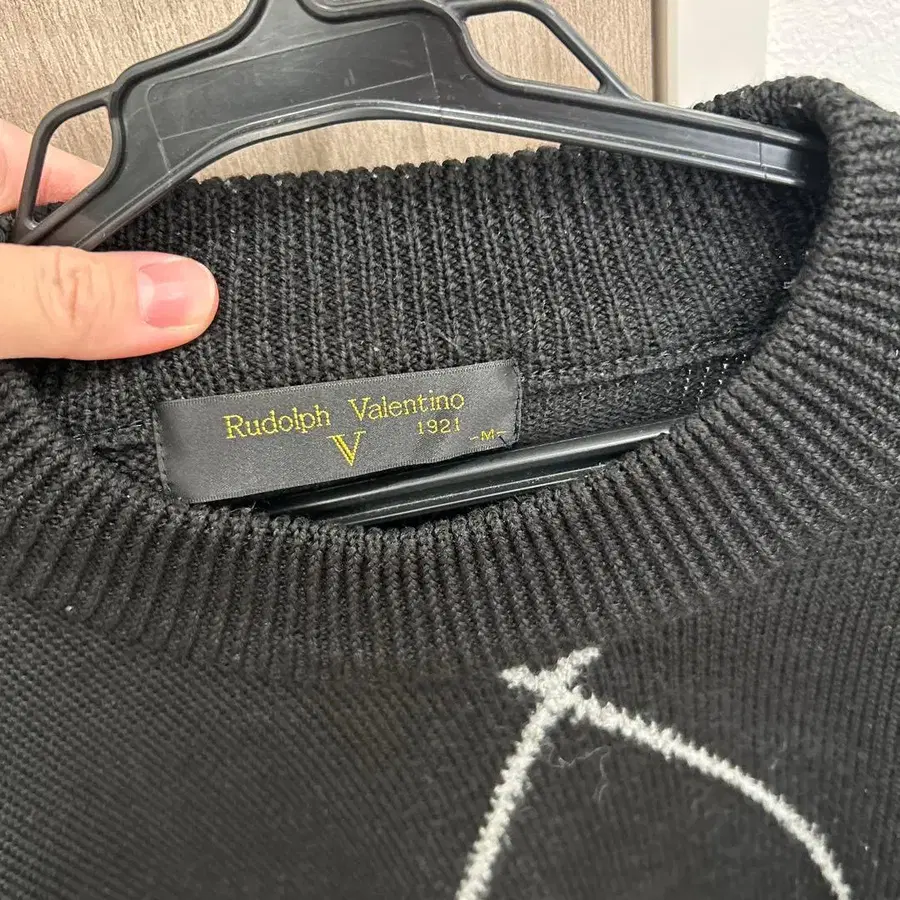 Rudolph Valentino
V 1921 -M-